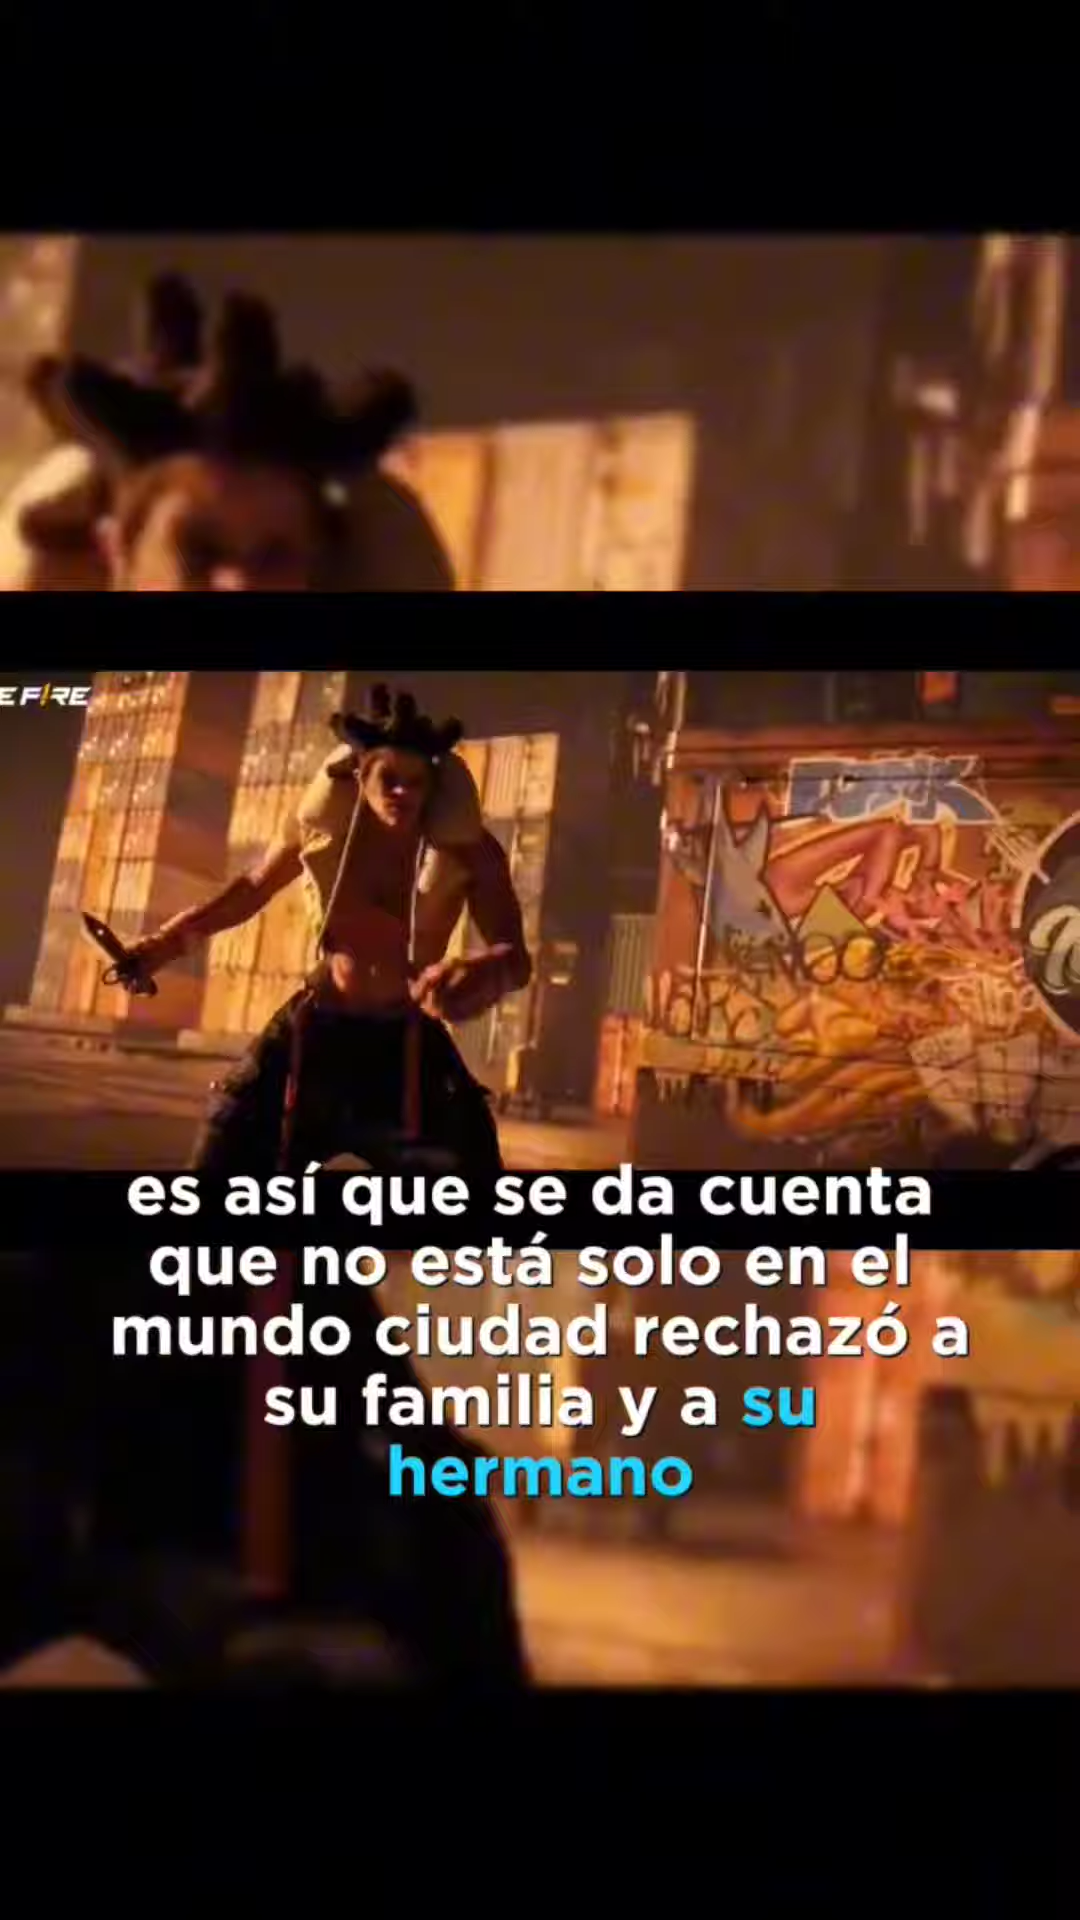 E FIRE
es así que se da cuenta
que no está solo en el
mundo ciudad rechazó a
su familia y a su
hermano